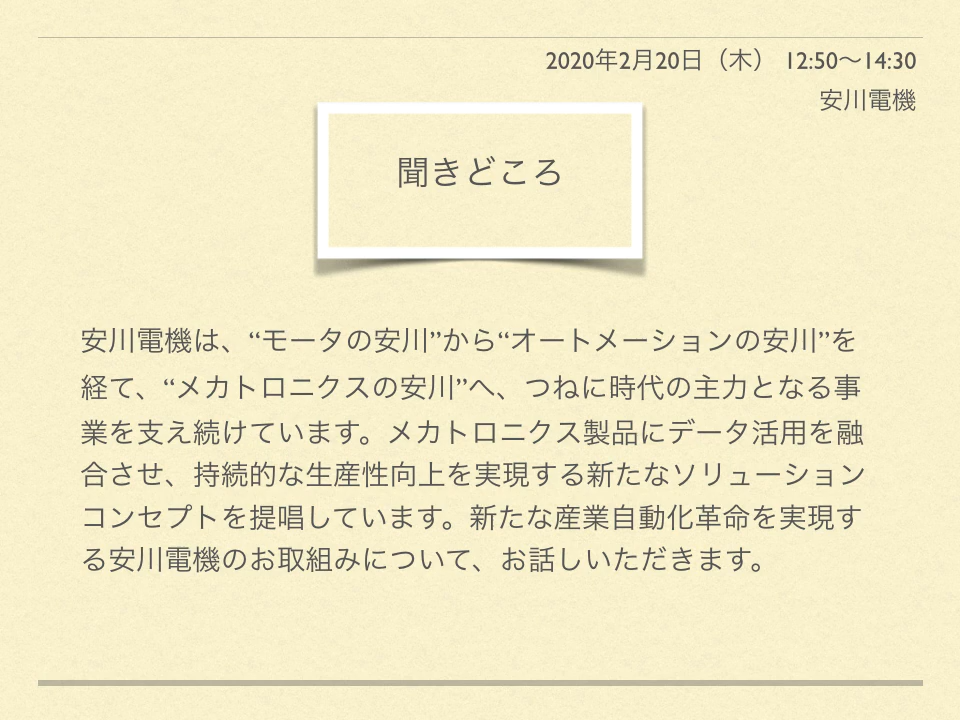 2020年2月20日（木） 12:50〜14:30
安川電機
聞きどころ
安川電機は、“モータの安川”から“オートメーションの安川”を
経て、“メカトロニクスの安川”へ、つねに時代の主力となる事
業を支え続けています。メカトロニクス製品にデータ活用を融
合させ、持続的な生産性向上を実現する新たなソリューション
コンセプトを提唱しています。新たな産業自動化革命を実現す
る安川電機のお取組みについて、お話しいただきます。